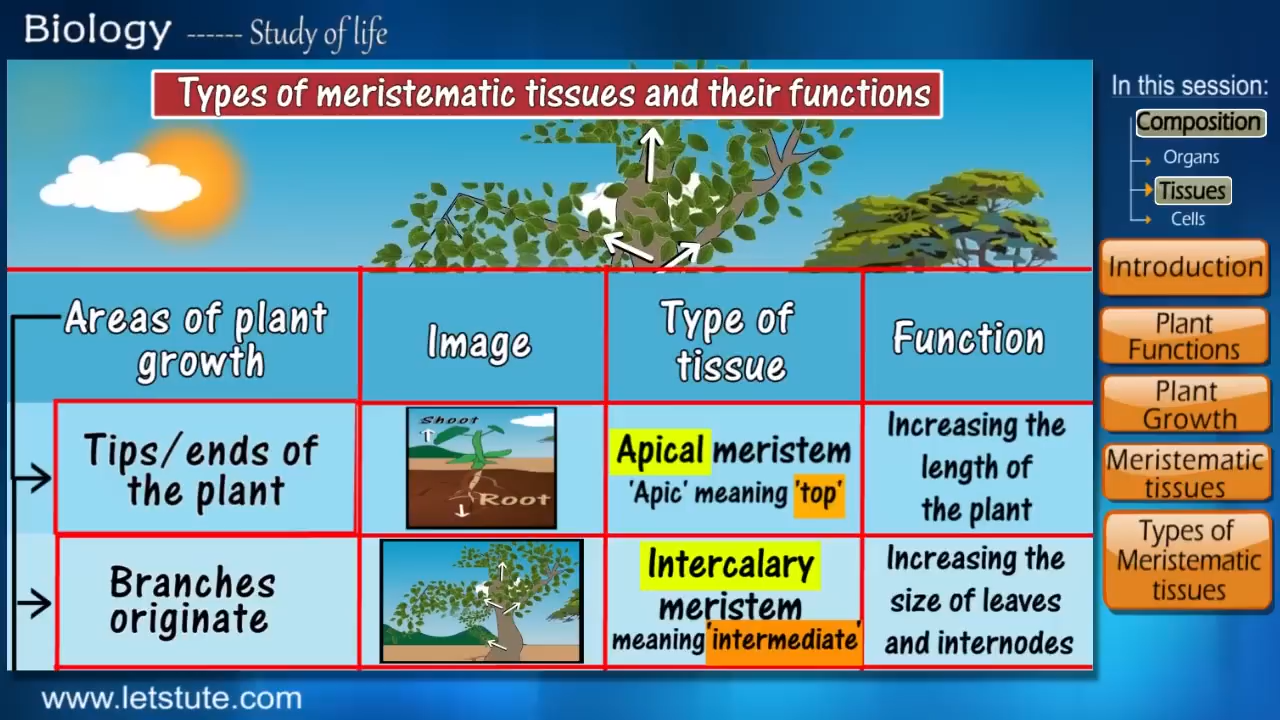 Biology ------ Study of life
Types of meristematic tissues and their functions
Areas of plant
growth
Image
Type of
tissue
Function
Tips/ends of
the plant
Shoot
Root
Apical meristem
'Apic' meaning 'top'
Increasing the
length of
the plant
Branches
originate
Intercalary
meristem
meaning 'intermediate'
Increasing the
size of leaves
and internodes
In this session:
Composition
Organs
Tissues
Cells
Introduction
Plant
Functions
Plant
Growth
Meristematic
tissues
Types of
Meristematic
tissues
www.letstute.com